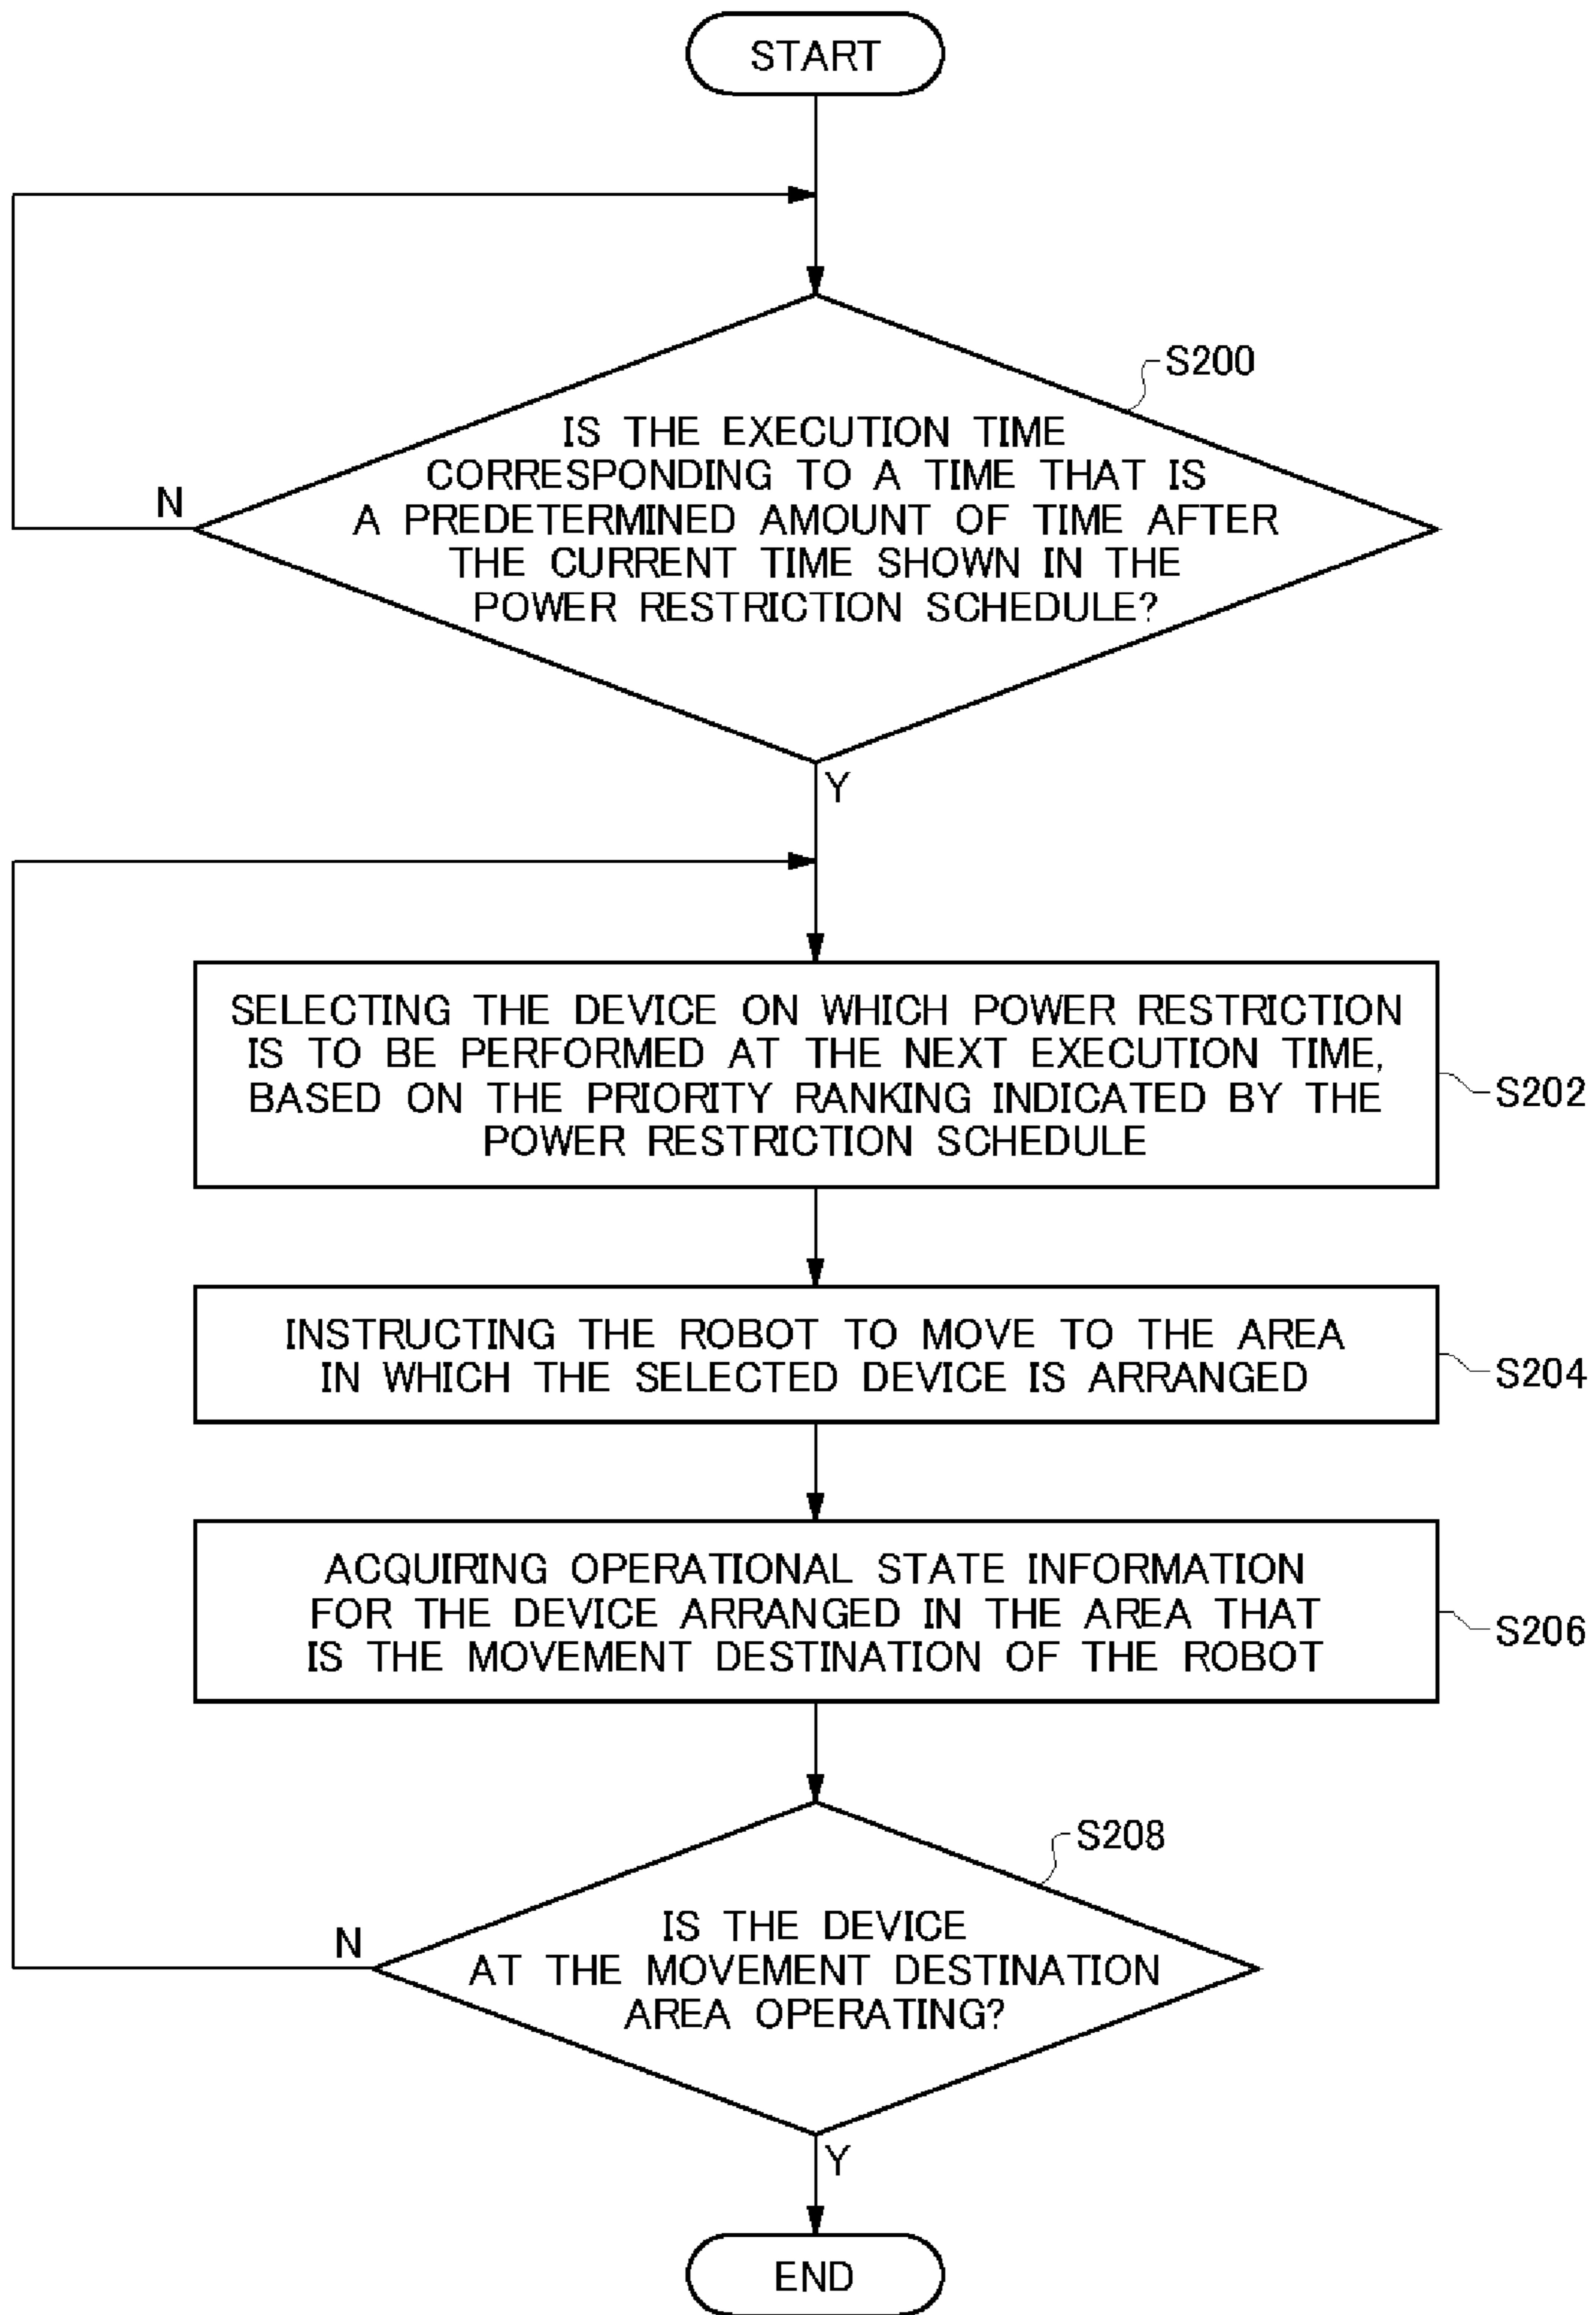 START
S200
IS THE EXECUTION TIME
CORRESPONDING TO A TIME THAT IS
A PREDETERMINED AMOUNT OF TIME AFTER
THE CURRENT TIME SHOWN IN THE
POWER RESTRICTION SCHEDULE?
N
Y
SELECTING THE DEVICE ON WHICH POWER RESTRICTION
IS TO BE PERFORMED AT THE NEXT EXECUTION TIME,
BASED ON THE PRIORITY RANKING INDICATED BY THE
POWER RESTRICTION SCHEDULE
S202
INSTRUCTING THE ROBOT TO MOVE TO THE AREA
IN WHICH THE SELECTED DEVICE IS ARRANGED
S204
ACQUIRING OPERATIONAL STATE INFORMATION
FOR THE DEVICE ARRANGED IN THE AREA THAT
IS THE MOVEMENT DESTINATION OF THE ROBOT
S206
S208
IS THE DEVICE
AT THE MOVEMENT DESTINATION
AREA OPERATING?
N
Y
END